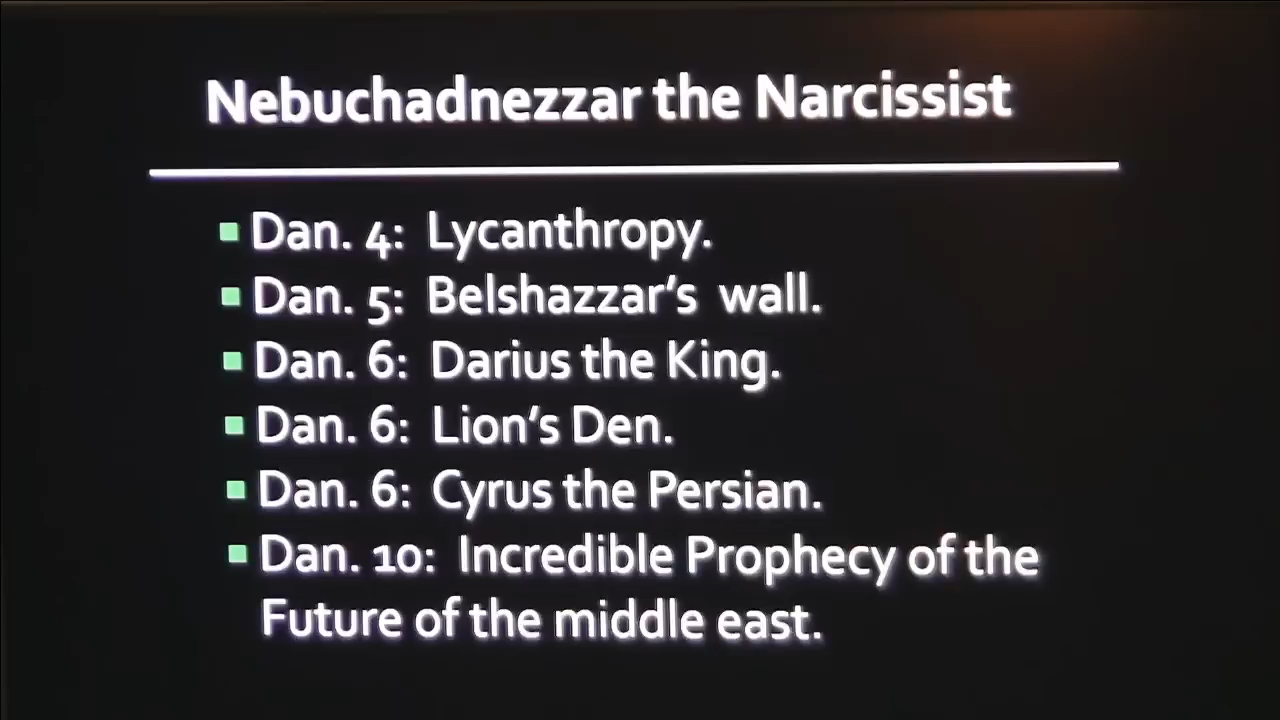 Nebuchadnezzar the Narcissist
Dan. 4: Lycanthropy.
Dan. 5: Belshazzar's wall.
Dan. 6: Darius the King.
Dan. 6: Lion's Den.
Dan. 6: Cyrus the Persian.
Dan. 10: Incredible Prophecy of the
Future of the middle east.